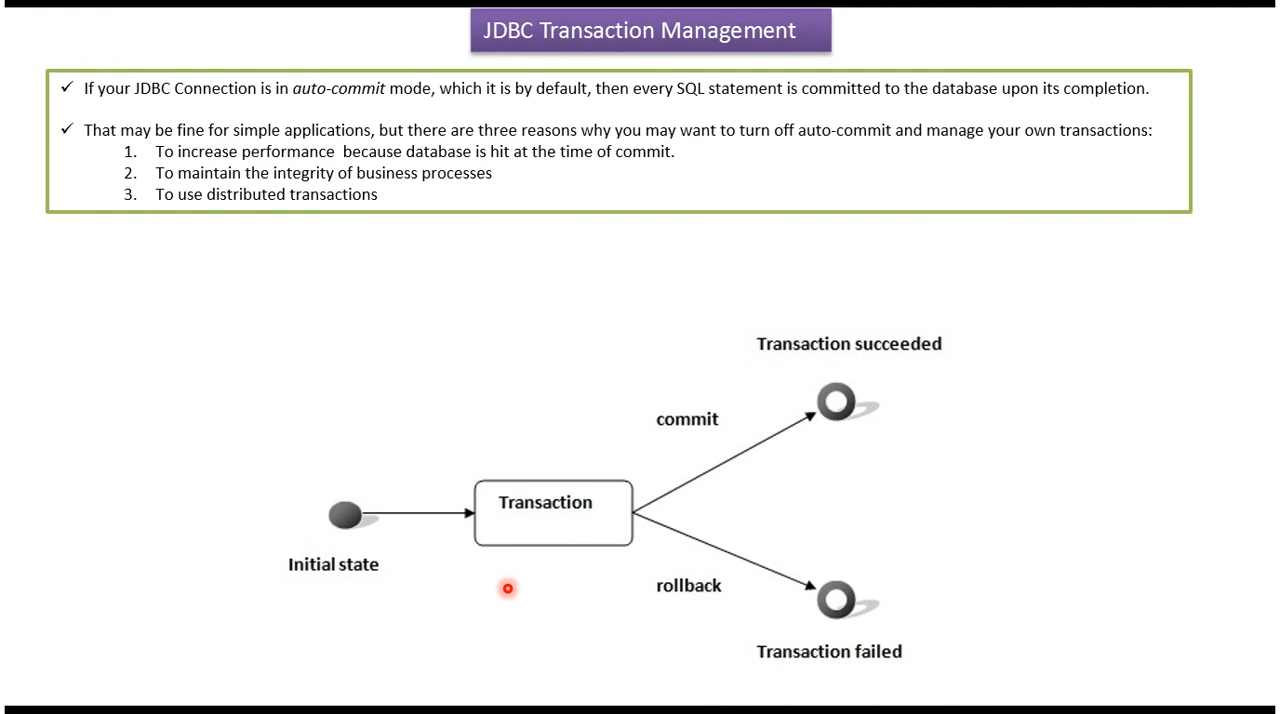 JDBC Transaction Management
✓ If your JDBC Connection is in auto-commit mode, which it is by default, then every SQL statement is committed to the database upon its completion.
✓ That may be fine for simple applications, but there are three reasons why you may want to turn off auto-commit and manage your own transactions:
1. To increase performance  because database is hit at the time of commit.
2. To maintain the integrity of business processes
3. To use distributed transactions
Transaction succeeded
commit
Transaction
Initial state
rollback
Transaction failed